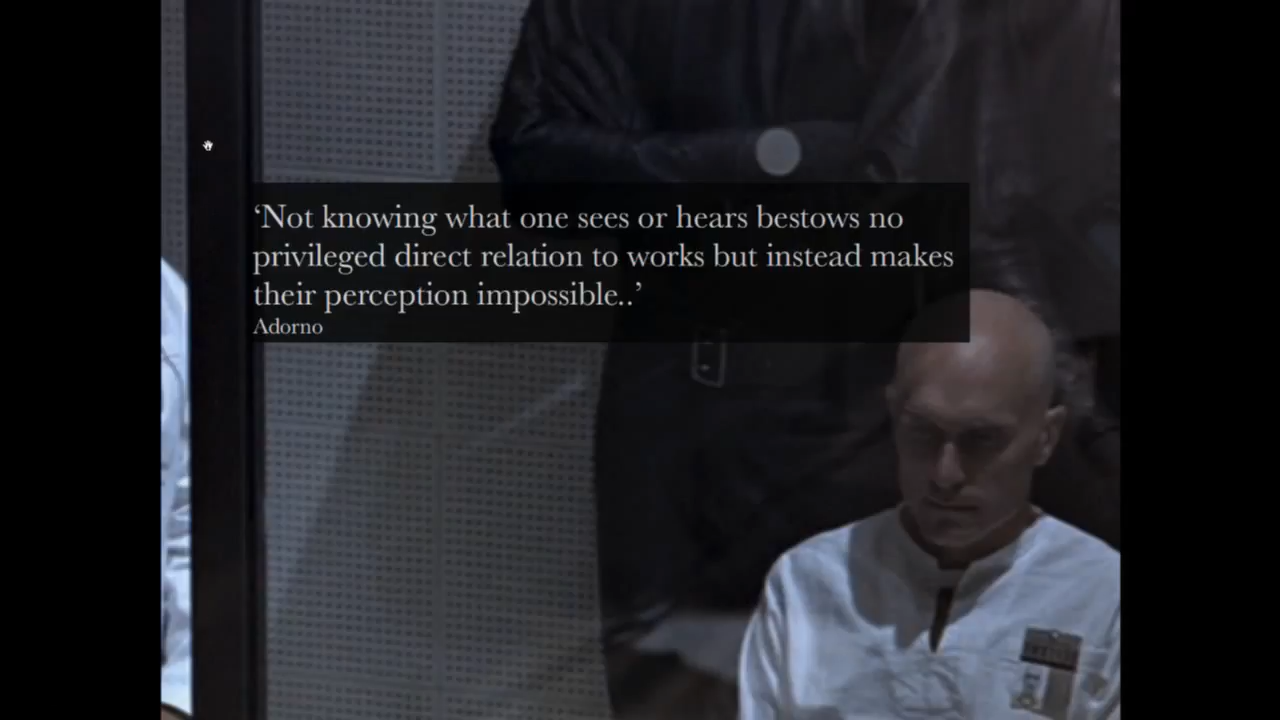 ‘Not knowing what one sees or hears bestows no
privileged direct relation to works but instead makes
their perception impossible..’
Adorno